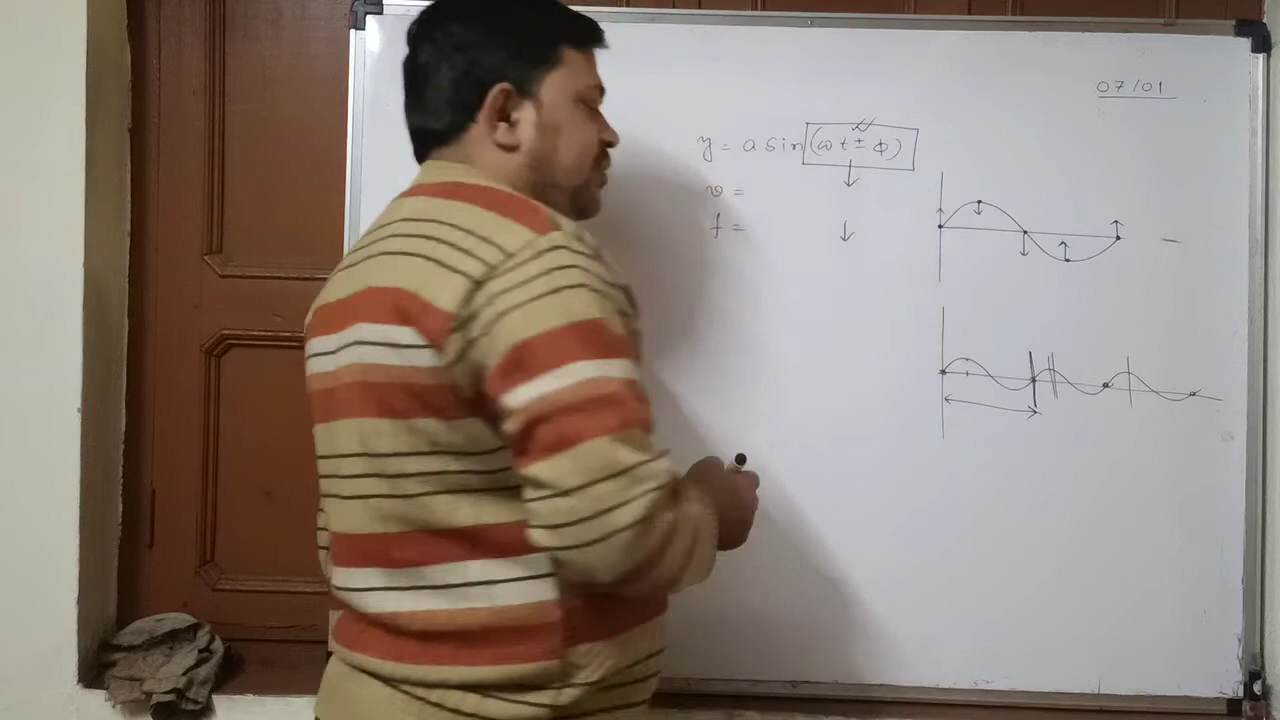 07/01
y = a sin (ωt ± φ)
v =
f =